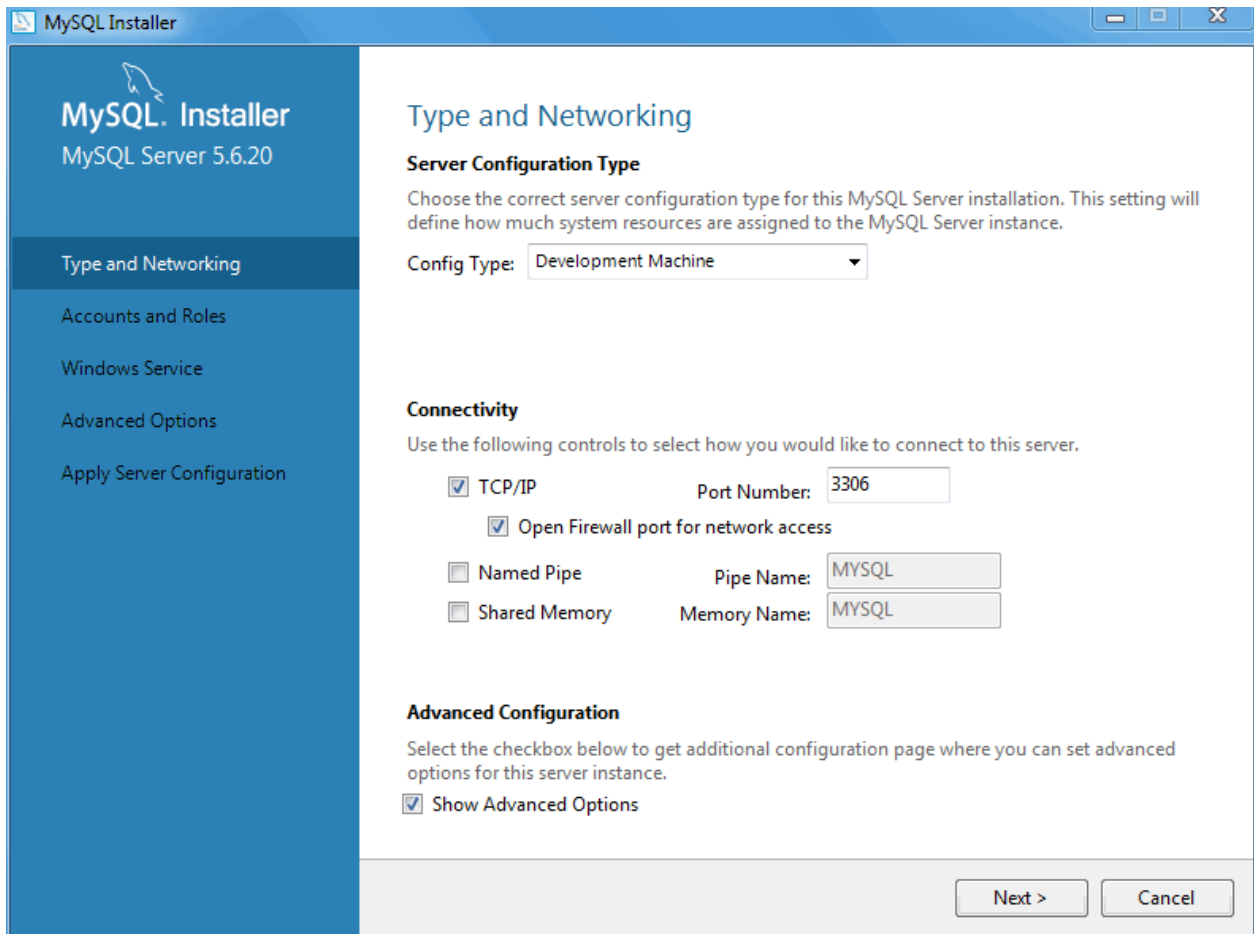 MySQL Installer
MySQL. Installer
MySQL Server 5.6.20
Type and Networking
Accounts and Roles
Windows Service
Advanced Options
Apply Server Configuration
Type and Networking
Server Configuration Type
Choose the correct server configuration type for this MySQL Server installation. This setting will
define how much system resources are assigned to the MySQL Server instance.
Config Type: Development Machine
Connectivity
Use the following controls to select how you would like to connect to this server.
TCP/IP Port Number: 3306
Open Firewall port for network access
Named Pipe Pipe Name: MYSQL
Shared Memory Memory Name: MYSQL
Advanced Configuration
Select the checkbox below to get additional configuration page where you can set advanced
options for this server instance.
Show Advanced Options
Next > Cancel